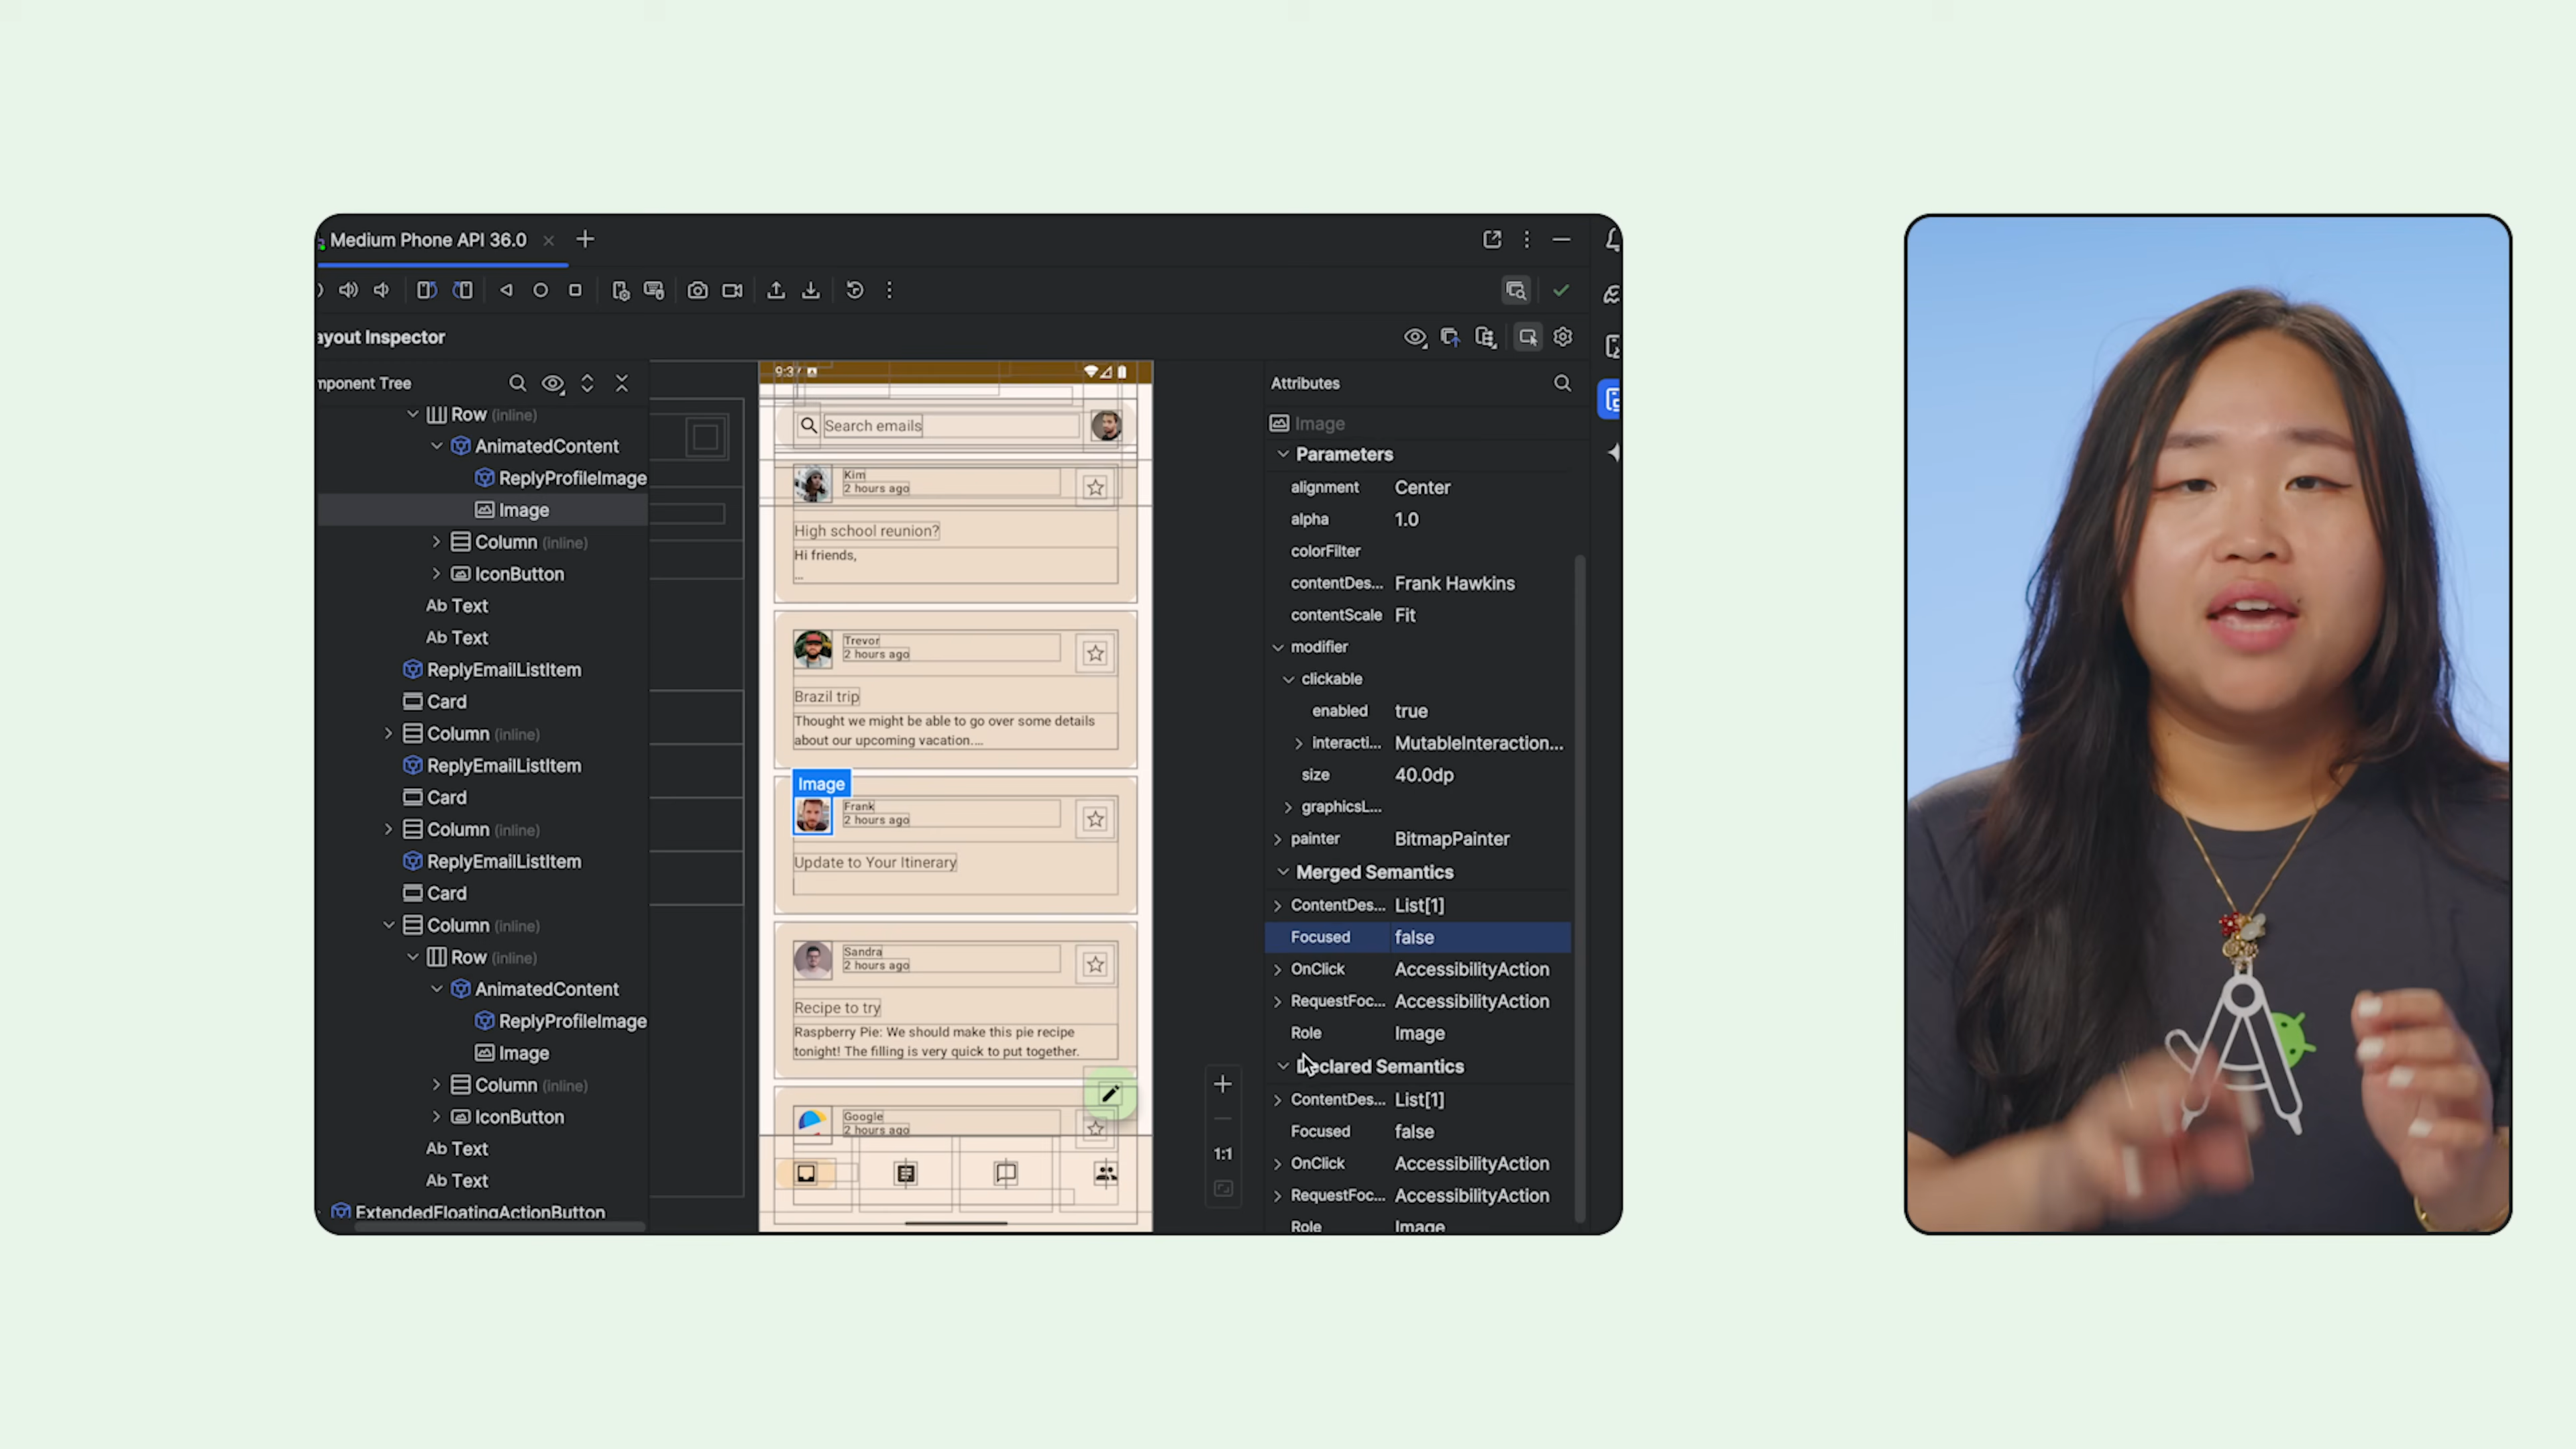 Medium Phone API 36.0
ayout Inspector
mponent Tree
Row (inline)
AnimatedContent
ReplyProfileImage
Image
Column (inline)
IconButton
Ab Text
Ab Text
ReplyEmailListItem
Card
Column (inline)
ReplyEmailListItem
Card
Column (inline)
ReplyEmailListItem
Card
Column (inline)
Row (inline)
AnimatedContent
ReplyProfileImage
Image
Column (inline)
IconButton
Ab Text
Ab Text
ExtendedFloatingActionButton
9:37
Search emails
Kim
2 hours ago
High school reunion?
Hi friends,
...
Trevor
2 hours ago
Brazil trip
Thought we might be able to go over some details
about our upcoming vacation....
Image
Frank
2 hours ago
Update to Your Itinerary
Sandra
2 hours ago
Recipe to try
Raspberry Pie: We should make this pie recipe
tonight! The filling is very quick to put together.
Google
2 hours ago
1:1
Attributes
Image
Parameters
alignment Center
alpha 1.0
colorFilter
contentDes... Frank Hawkins
contentScale Fit
modifier
clickable
enabled true
interacti... MutableInteraction...
size 40.0dp
graphicsL...
painter BitmapPainter
Merged Semantics
ContentDes... List[1]
Focused false
OnClick AccessibilityAction
RequestFoc... AccessibilityAction
Role Image
Declared Semantics
ContentDes... List[1]
Focused false
OnClick AccessibilityAction
RequestFoc... AccessibilityAction
Role Image